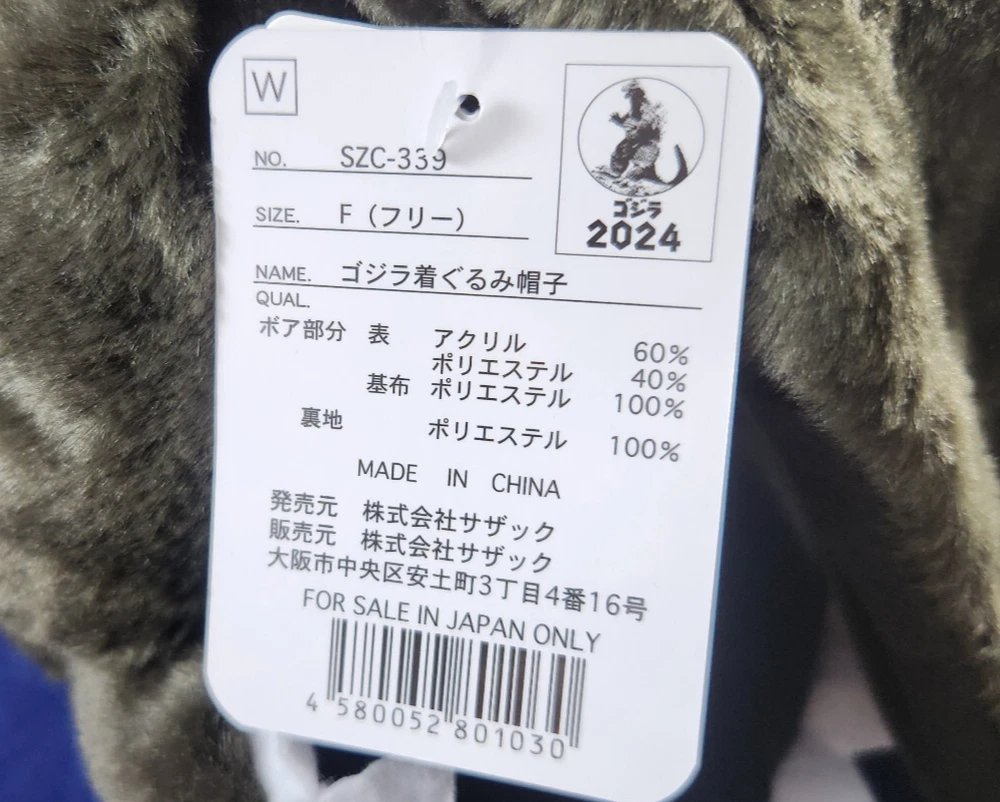 W
NO. SZC-339
ゴジラ
2024
SIZE. F（フリー）
NAME. ゴジラ着ぐるみ帽子
QUAL.
ボア部分 表 アクリル 60%
ポリエステル 40%
基布 ポリエステル 100%
裏地 ポリエステル 100%
MADE IN CHINA
発売元 株式会社サザック
販売元 株式会社サザック
大阪市中央区安土町3丁目4番16号
FOR SALE IN JAPAN ONLY
4 580052 801030